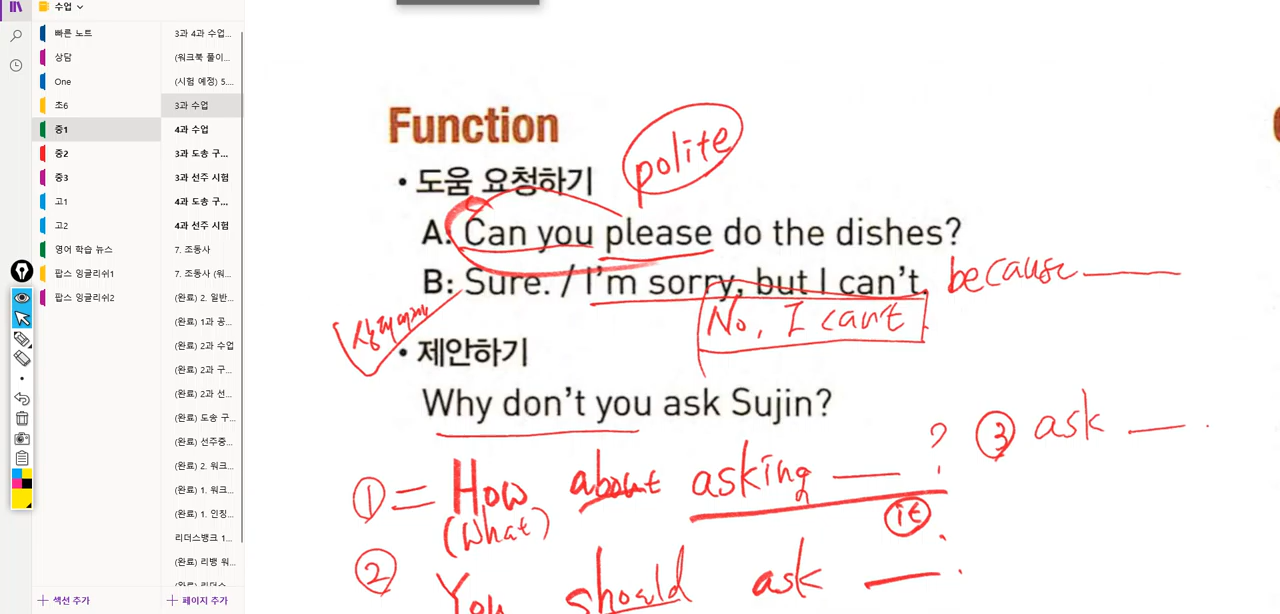 수업
빠른 노트
상담
One
초6
중1
중2
중3
고1
고2
영어 학습 뉴스
팝스 잉글리쉬1
팝스 잉글리쉬2
섹션 추가
3과 4과 수업...
(워크북 풀이...
(시험 예정) 5....
3과 수업
4과 수업
3과 도송 구...
3과 선주 시험
4과 도송 구...
4과 선주 시험
7. 조동사
7. 조동사 (워...
(완료) 2. 일반...
(완료) 1과 공...
(완료) 2과 수업
(완료) 2과 구...
(완료) 2과 선...
(완료) 도송 구...
(완료) 선주중...
(완료) 2. 워크...
(완료) 1. 워크...
(완료) 1. 인칭...
리더스뱅크 1...
(완료) 리뱅 워...
(완료) 리더스
페이지 추가
Function
polite
• 도움 요청하기
A: Can you please do the dishes?
B: Sure. / I'm sorry, but I can't. because
No, I can't
• 제안하기
Why don't you ask Sujin?
③ ask
① = How about asking ?
(What) it
② You should ask .